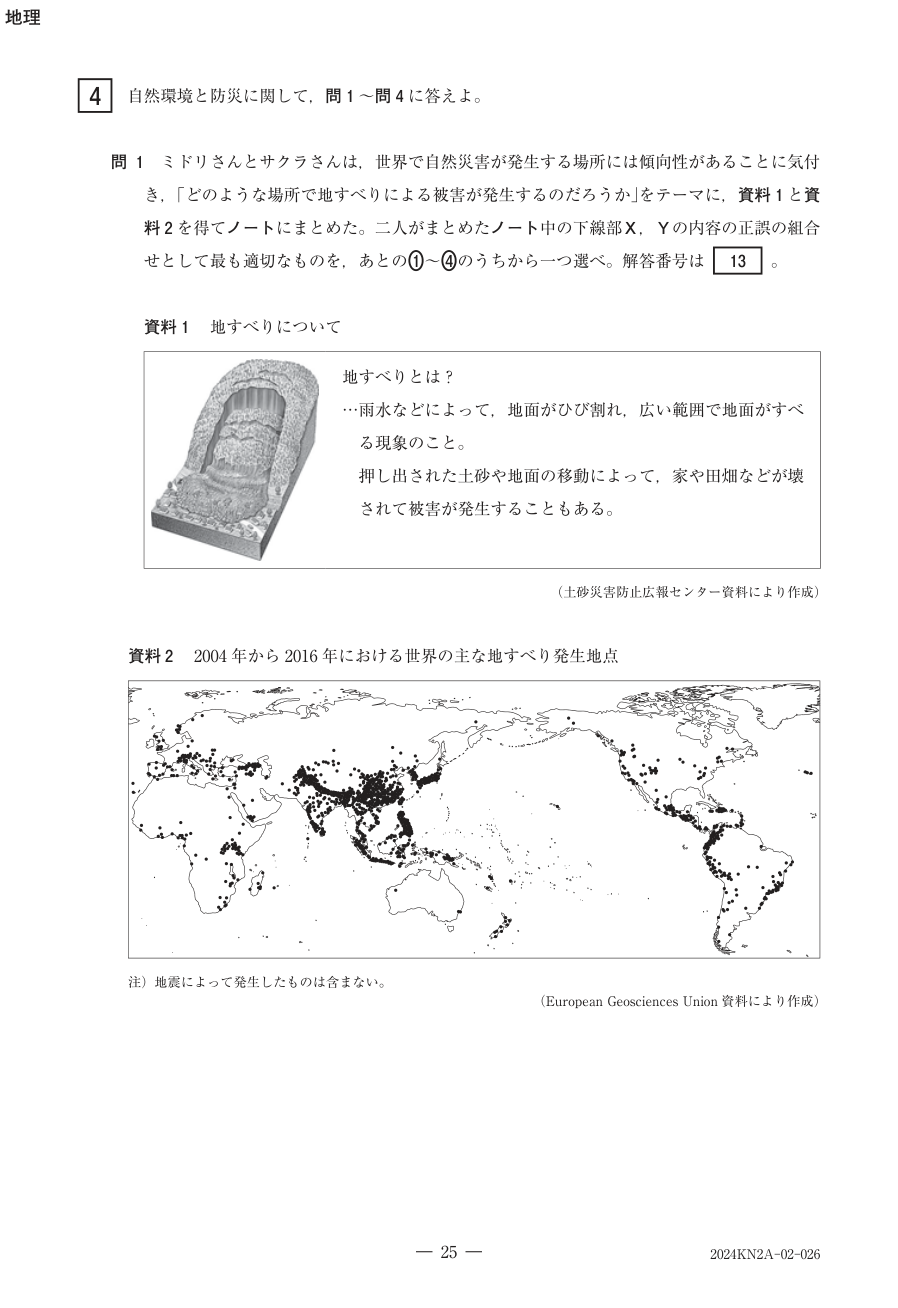 地理
4 自然環境と防災に関して，問1～問4に答えよ。
問1 ミドリさんとサクラさんは，世界で自然災害が発生する場所には傾向性があることに気付
き，「どのような場所で地すべりによる被害が発生するのだろうか」をテーマに，資料1と資
料2を得てノートにまとめた。二人がまとめたノート中の下線部X，Yの内容の正誤の組合
せとして最も適切なものを，あとの①～④のうちから一つ選べ。解答番号は 13 。
資料1 地すべりについて
地すべりとは？
…雨水などによって，地面がひび割れ，広い範囲で地面がすべ
る現象のこと。
押し出された土砂や地面の移動によって，家や田畑などが壊
されて被害が発生することもある。
（土砂災害防止広報センター資料により作成）
資料2 2004年から2016年における世界の主な地すべり発生地点
注）地震によって発生したものは含まない。
（European Geosciences Union 資料により作成）
― 25 ―
2024KN2A-02-026